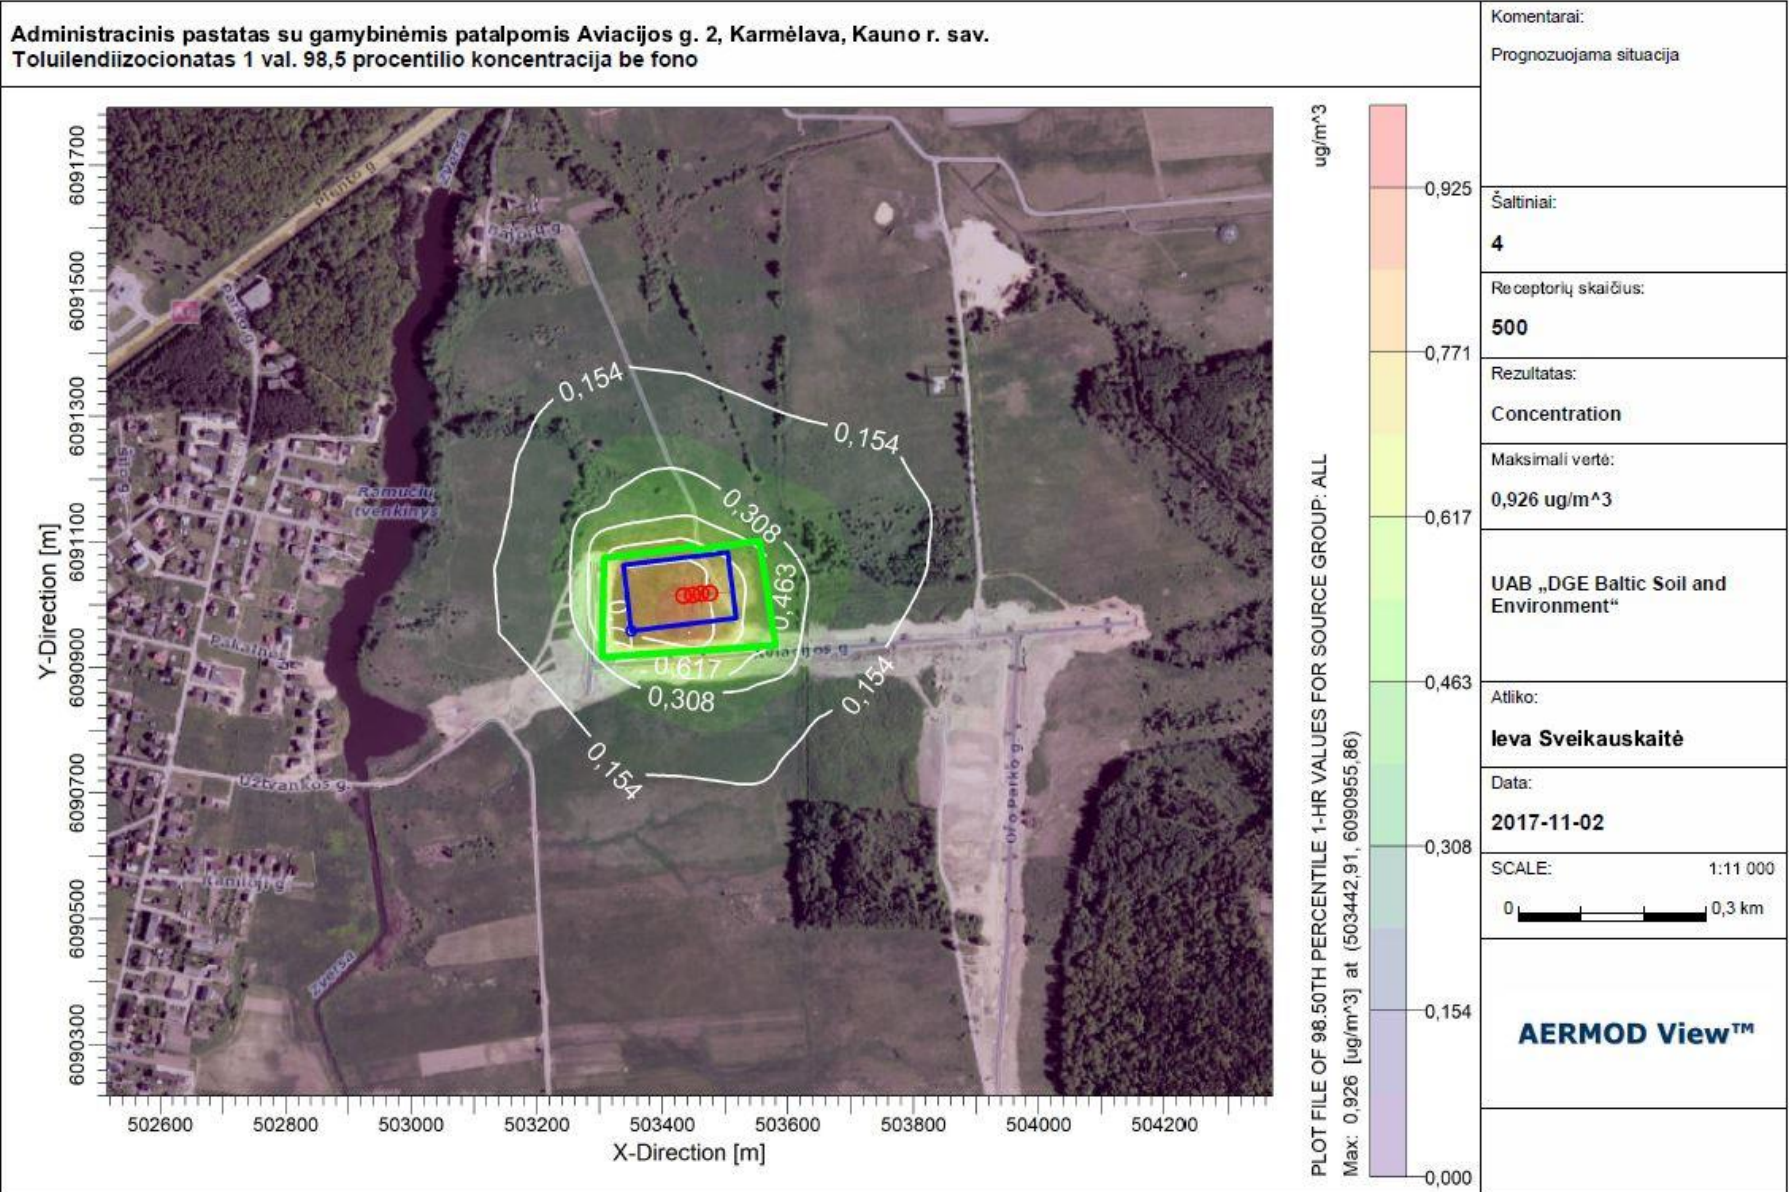 Administracinis pastatas su gamybinėmis patalpomis Aviacijos g. 2, Karmėlava, Kauno r. sav.
Toluilendiizocionatas 1 val. 98,5 procentilio koncentracija be fono
Komentarai:
Prognozuojama situacija
Šaltiniai:
4
Receptorių skaičius:
500
Rezultatas:
Concentration
Maksimali vertė:
0,926 ug/m^3
UAB „DGE Baltic Soil and
Environment“
Atliko:
Ieva Sveikauskaitė
Data:
2017-11-02
SCALE: 1:11 000
0 0,3 km
AERMOD View™
Y-Direction [m]
6091700
6091500
6091300
6091100
6090900
6090700
6090500
6090300
502600 502800 503000 503200 503400 503600 503800 504000 504200
X-Direction [m]
Plento g.
Žversa
Bajorų g.
Parko g.
Ramučių
tvenkinys
Užtvankos g.
Aviacijos g
Oro Parko g.
Žversa
0,154
0,154
0,308
0,463
0,617
0,308
0,154
0,154
PLOT FILE OF 98.50TH PERCENTILE 1-HR VALUES FOR SOURCE GROUP: ALL
Max: 0,926 [ug/m^3] at (503442,91, 6090955,86)
ug/m^3
0,925
0,771
0,617
0,463
0,308
0,154
0,000